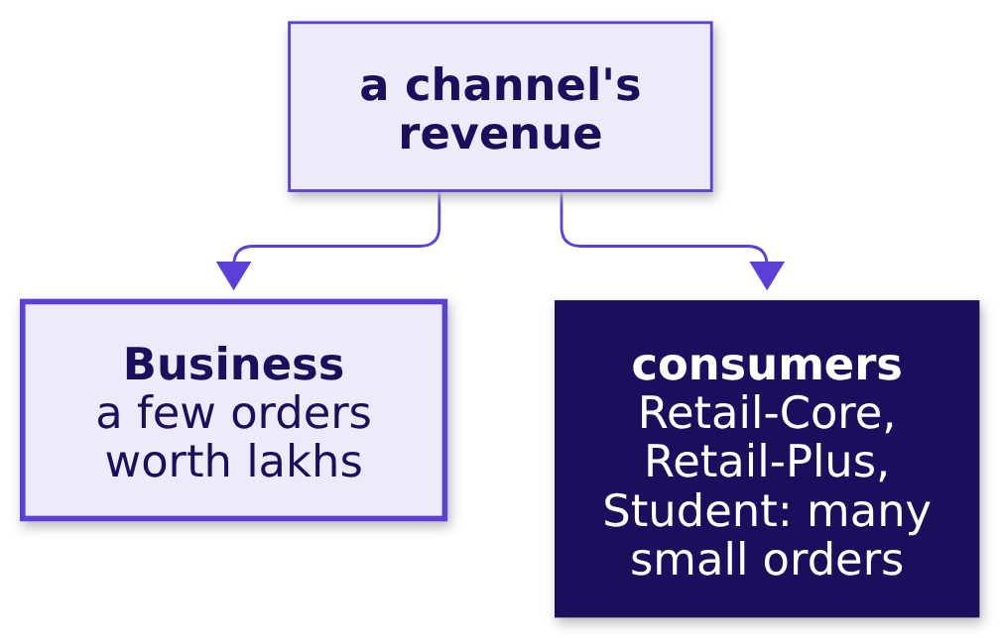 a channel's
revenue
Business
a few orders
worth lakhs
consumers
Retail-Core,
Retail-Plus,
Student: many
small orders